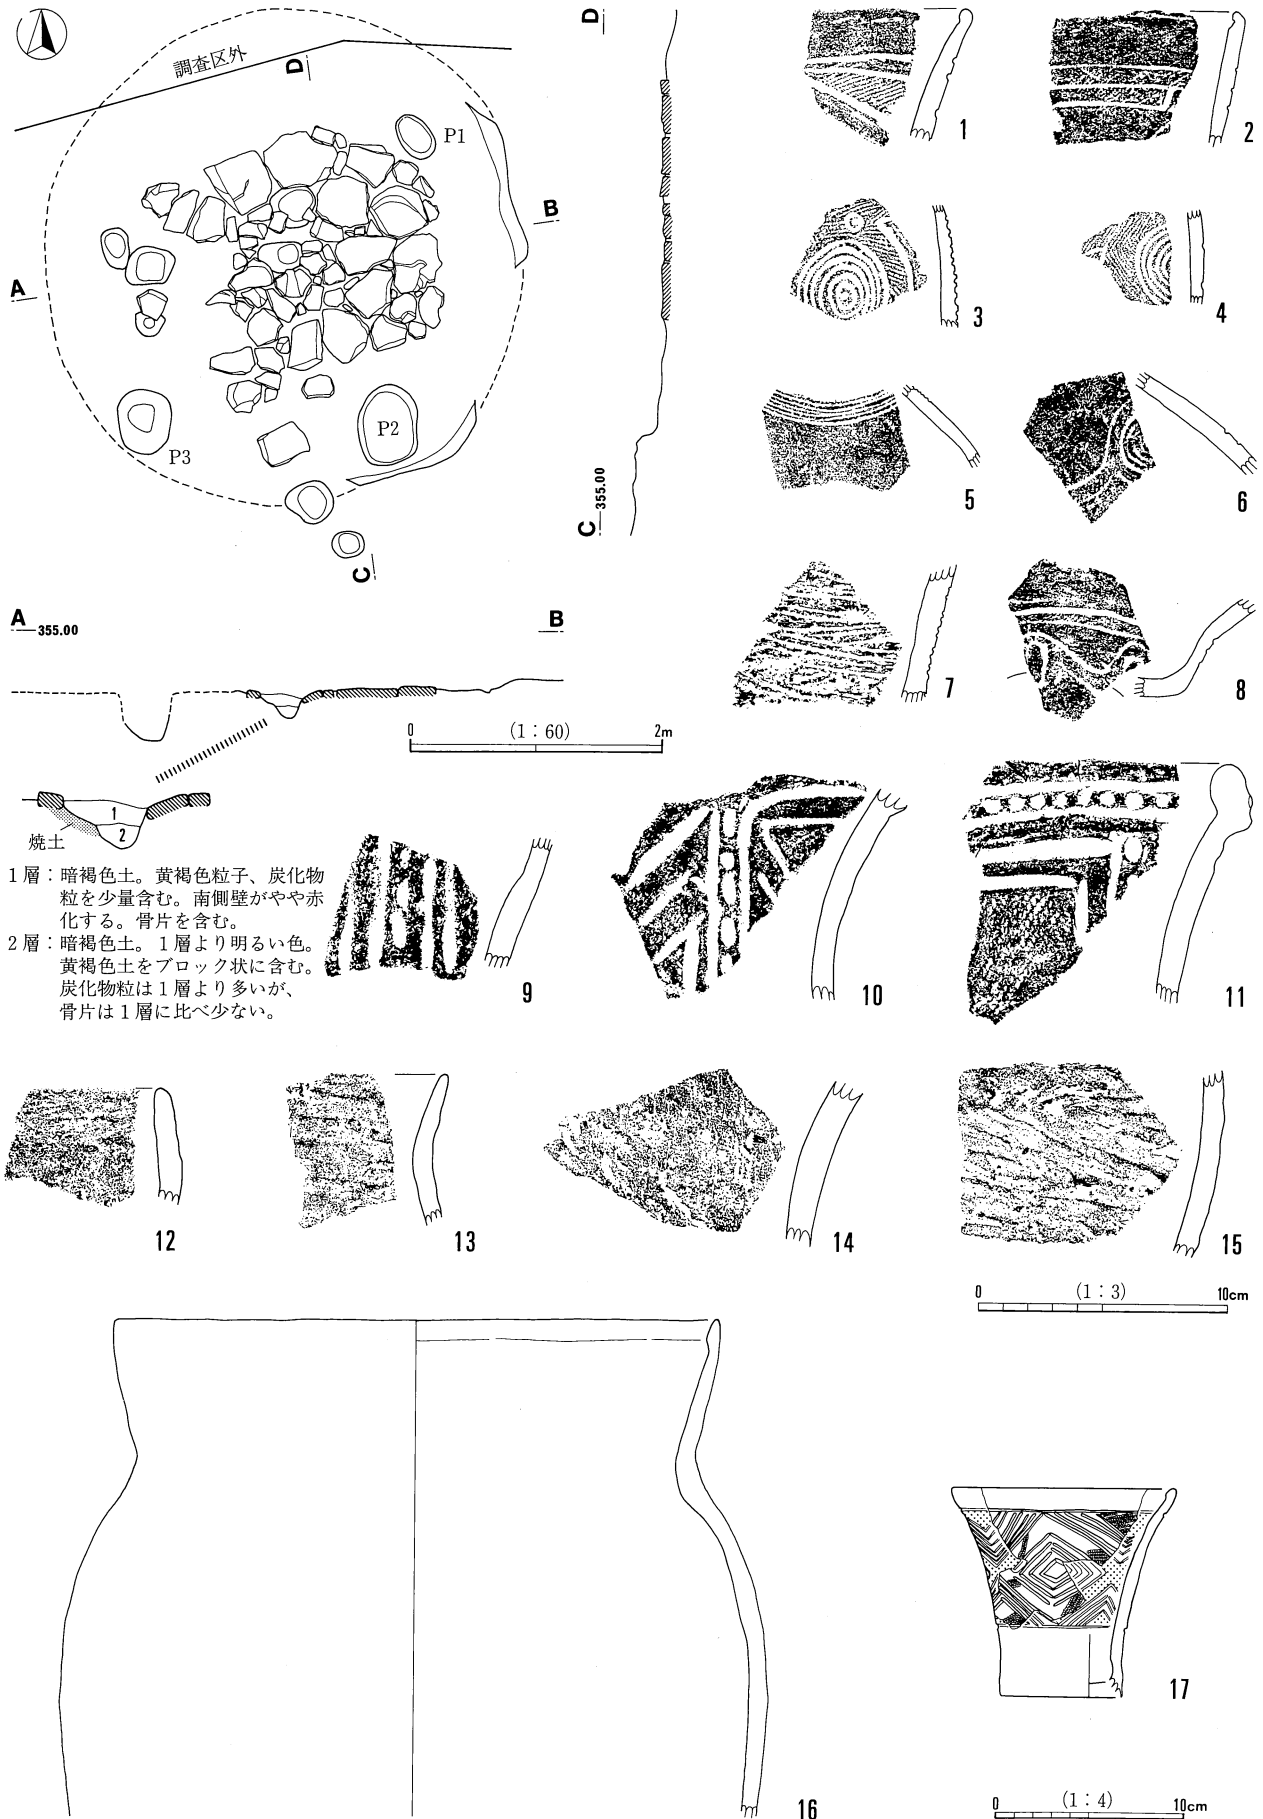 調査区外
D
P1
B
A
P2
P3
C
D
C
355.00
1
2
3
4
5
6
7
8
A
355.00
B
0 (1：60) 2m
1
2
焼土
1層：暗褐色土。黄褐色粒子、炭化物
粒を少量含む。南側壁がやや赤
化する。骨片を含む。
2層：暗褐色土。1層より明るい色。
黄褐色土をブロック状に含む。
炭化物粒は1層より多いが、
骨片は1層に比べ少ない。
9
10
11
12
13
14
15
0 (1：3) 10cm
16
17
0 (1：4) 10cm